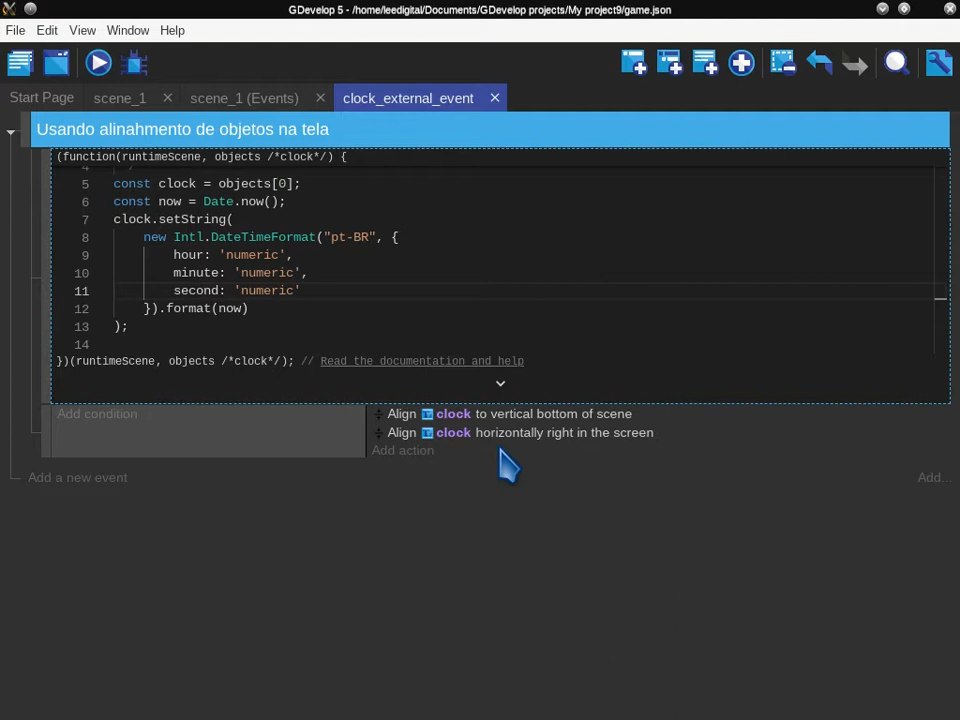 GDevelop 5 - /home/leedigital/Documents/GDevelop projects/My project9/game.json
File Edit View Window Help
Start Page scene_1 scene_1 (Events) clock_external_event
Usando alinahmento de objetos na tela
(function(runtimeScene, objects /*clock*/) {
5 const clock = objects[0];
6 const now = Date.now();
7 clock.setString(
8 new Intl.DateTimeFormat("pt-BR", {
9 hour: 'numeric',
10 minute: 'numeric',
11 second: 'numeric'
12 }).format(now)
13 );
14
})(runtimeScene, objects /*clock*/); // Read the documentation and help
Add condition
Align clock to vertical bottom of scene
Align clock horizontally right in the screen
Add action
Add a new event Add...